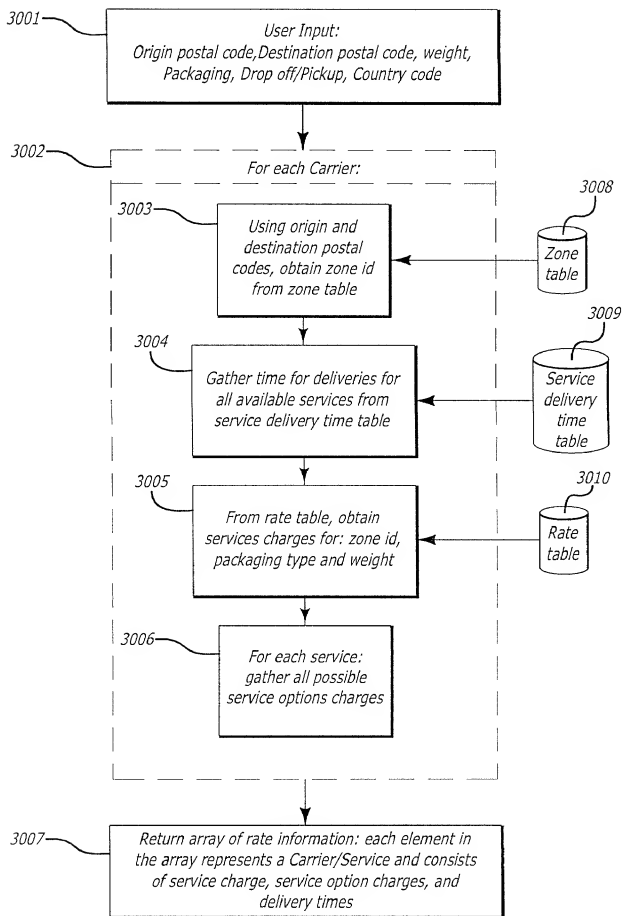 3001
User Input:
Origin postal code,Destination postal code, weight,
Packaging, Drop off/Pickup, Country code
3002
For each Carrier:
3003
Using origin and
destination postal
codes, obtain zone id
from zone table
3008
Zone
table
3004
Gather time for deliveries for
all available services from
service delivery time table
3009
Service
delivery
time
table
3005
From rate table, obtain
services charges for: zone id,
packaging type and weight
3010
Rate
table
3006
For each service:
gather all possible
service options charges
3007
Return array of rate information: each element in
the array represents a Carrier/Service and consists
of service charge, service option charges, and
delivery times